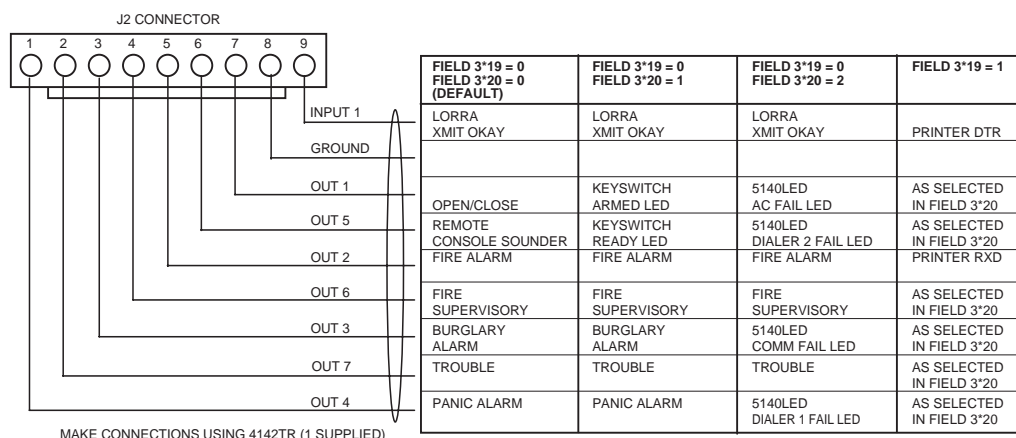 J2 CONNECTOR
1 2 3 4 5 6 7 8 9
FIELD 3*19 = 0 FIELD 3*19 = 0 FIELD 3*19 = 0 FIELD 3*19 = 1
FIELD 3*20 = 0 FIELD 3*20 = 1 FIELD 3*20 = 2
(DEFAULT)
INPUT 1 LORRA LORRA LORRA
XMIT OKAY XMIT OKAY XMIT OKAY PRINTER DTR
GROUND
OUT 1 KEYSWITCH 5140LED AS SELECTED
OPEN/CLOSE ARMED LED AC FAIL LED IN FIELD 3*20
OUT 5 REMOTE KEYSWITCH 5140LED AS SELECTED
CONSOLE SOUNDER READY LED DIALER 2 FAIL LED IN FIELD 3*20
OUT 2 FIRE ALARM FIRE ALARM FIRE ALARM PRINTER RXD
OUT 6 FIRE FIRE FIRE AS SELECTED
SUPERVISORY SUPERVISORY SUPERVISORY IN FIELD 3*20
OUT 3 BURGLARY BURGLARY 5140LED AS SELECTED
ALARM ALARM COMM FAIL LED IN FIELD 3*20
OUT 7 TROUBLE TROUBLE TROUBLE AS SELECTED
IN FIELD 3*20
OUT 4 PANIC ALARM PANIC ALARM 5140LED AS SELECTED
DIALER 1 FAIL LED IN FIELD 3*20
MAKE CONNECTIONS USING 4142TR (1 SUPPLIED)